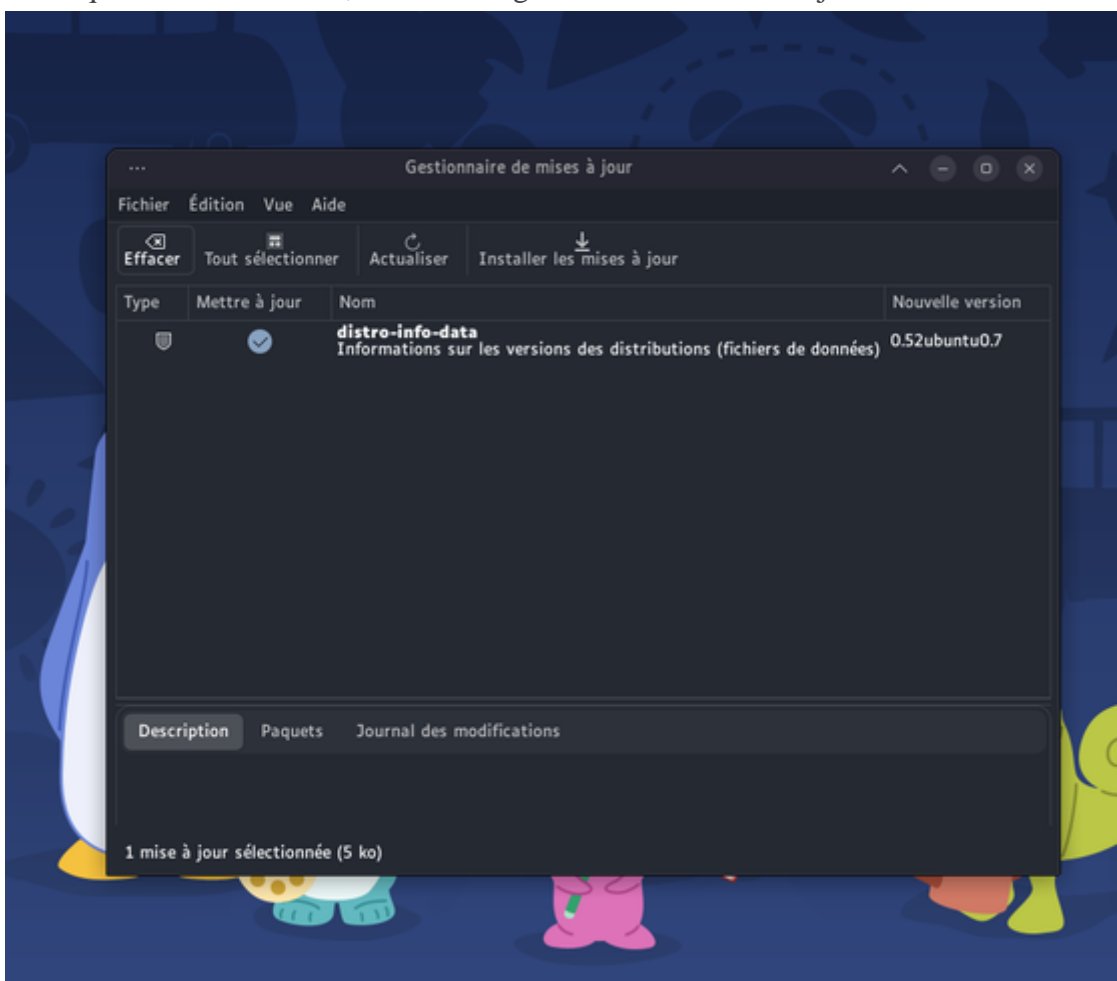 ...
Gestionnaire de mises à jour
Fichier Édition Vue Aide
Effacer Tout sélectionner Actualiser Installer les mises à jour
Type Mettre à jour Nom Nouvelle version
distro-info-data
Informations sur les versions des distributions (fichiers de données) 0.52ubuntu0.7
Description Paquets Journal des modifications
1 mise à jour sélectionnée (5 ko)